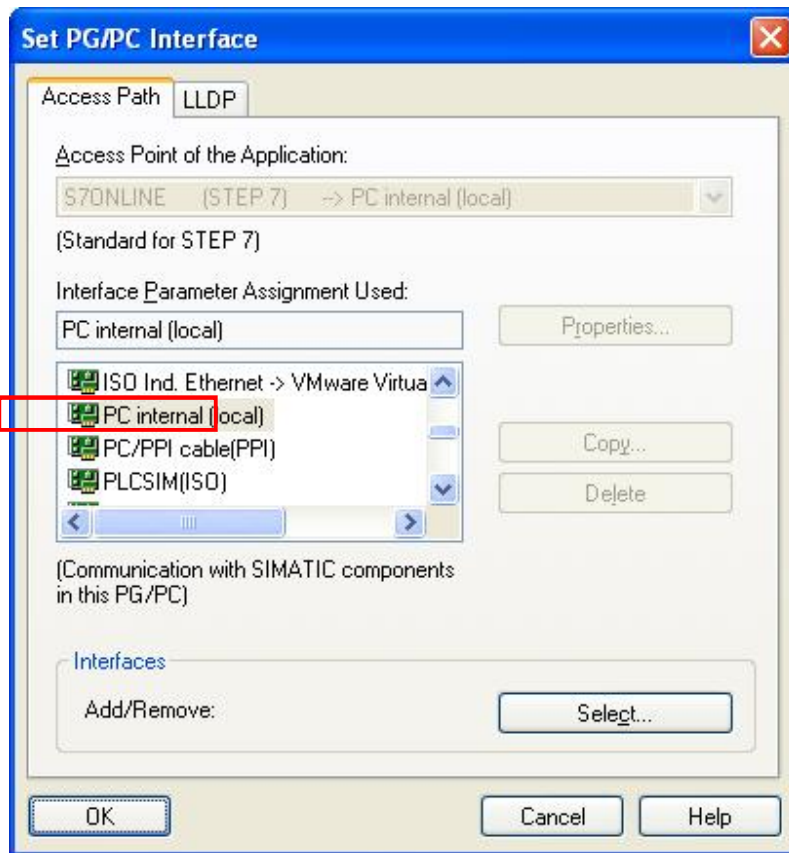 Set PG/PC Interface
Access Path
LLDP
Access Point of the Application:
S7ONLINE (STEP 7) --> PC internal (local)
(Standard for STEP 7)
Interface Parameter Assignment Used:
PC internal (local)
Properties...
ISO Ind. Ethernet -> VMware Virtua
PC internal (local)
PC/PPI cable(PPI)
PLCSIM(ISO)
Copy...
Delete
(Communication with SIMATIC components
in this PG/PC)
Interfaces
Add/Remove:
Select...
OK
Cancel
Help